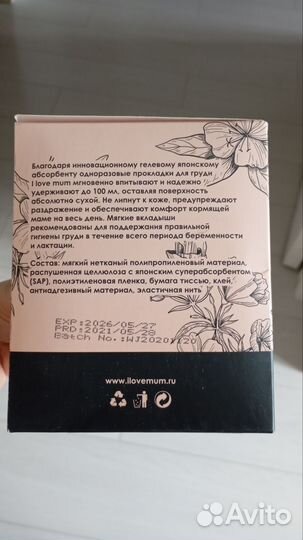 Благодаря инновационному гелевому японскому
абсорбенту одноразовые прокладки для груди
I love mum мгновенно впитывают и надежно
удерживают до 100 мл, оставляя поверхность
абсолютно сухой. Не липнут к коже, предупреждают
раздражение и обеспечивают комфорт кормящей
маме на весь день. Мягкие вкладыши
рекомендованы для поддержания правильной
гигиены груди в течение всего периода беременности
и лактации.
Состав: мягкий нетканый полипропиленовый материал,
распушенная целлюлоза с японским суперабсорбентом
(SAP), полиэтиленовая пленка, бумага тиссью, клей,
антиадгезивный материал, эластичная нить
EXP:2026/05/27
PRD:2021/05/28
Batch No.:WJ20201120
www.ilovemum.ru
Avito